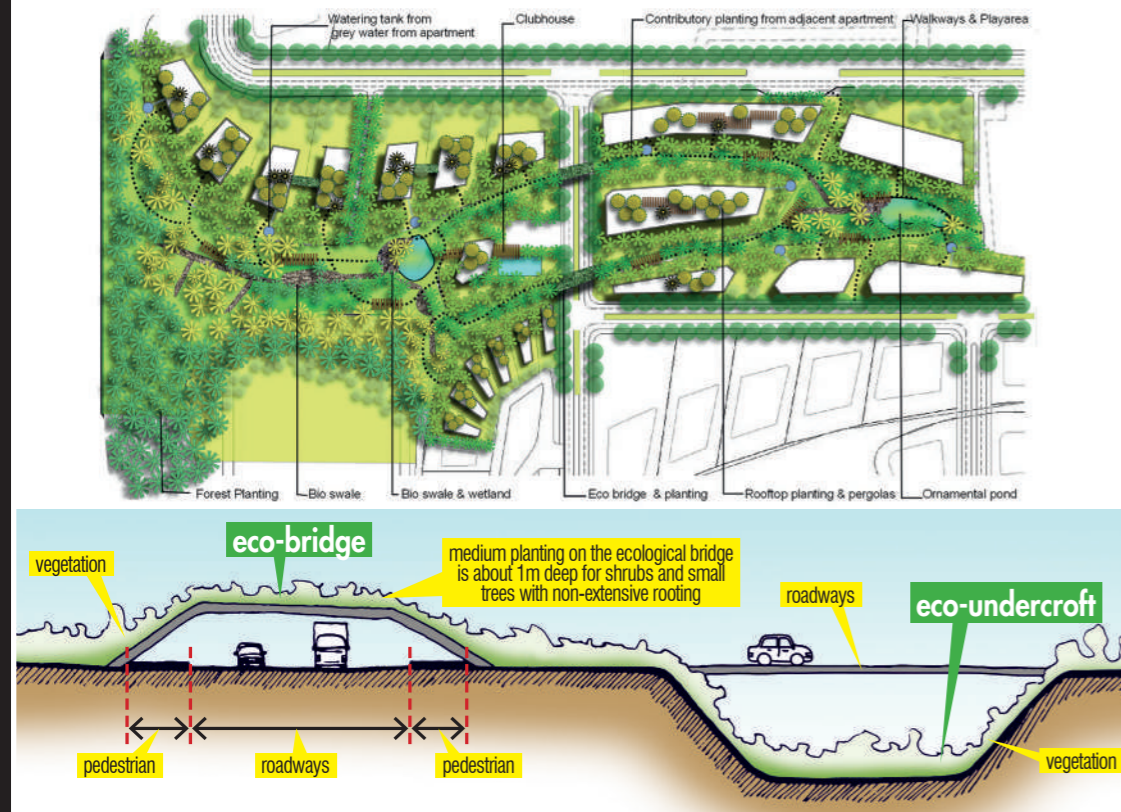 Watering tank from
grey water from apartment
Clubhouse
Contributory planting from adjacent apartment
Walkways & Playarea
Forest Planting
Bio swale
Bio swale & wetland
Eco bridge & planting
Rooftop planting & pergolas
Ornamental pond
eco-bridge
vegetation
medium planting on the ecological bridge
is about 1m deep for shrubs and small
trees with non-extensive rooting
roadways
eco-undercroft
pedestrian
roadways
pedestrian
vegetation